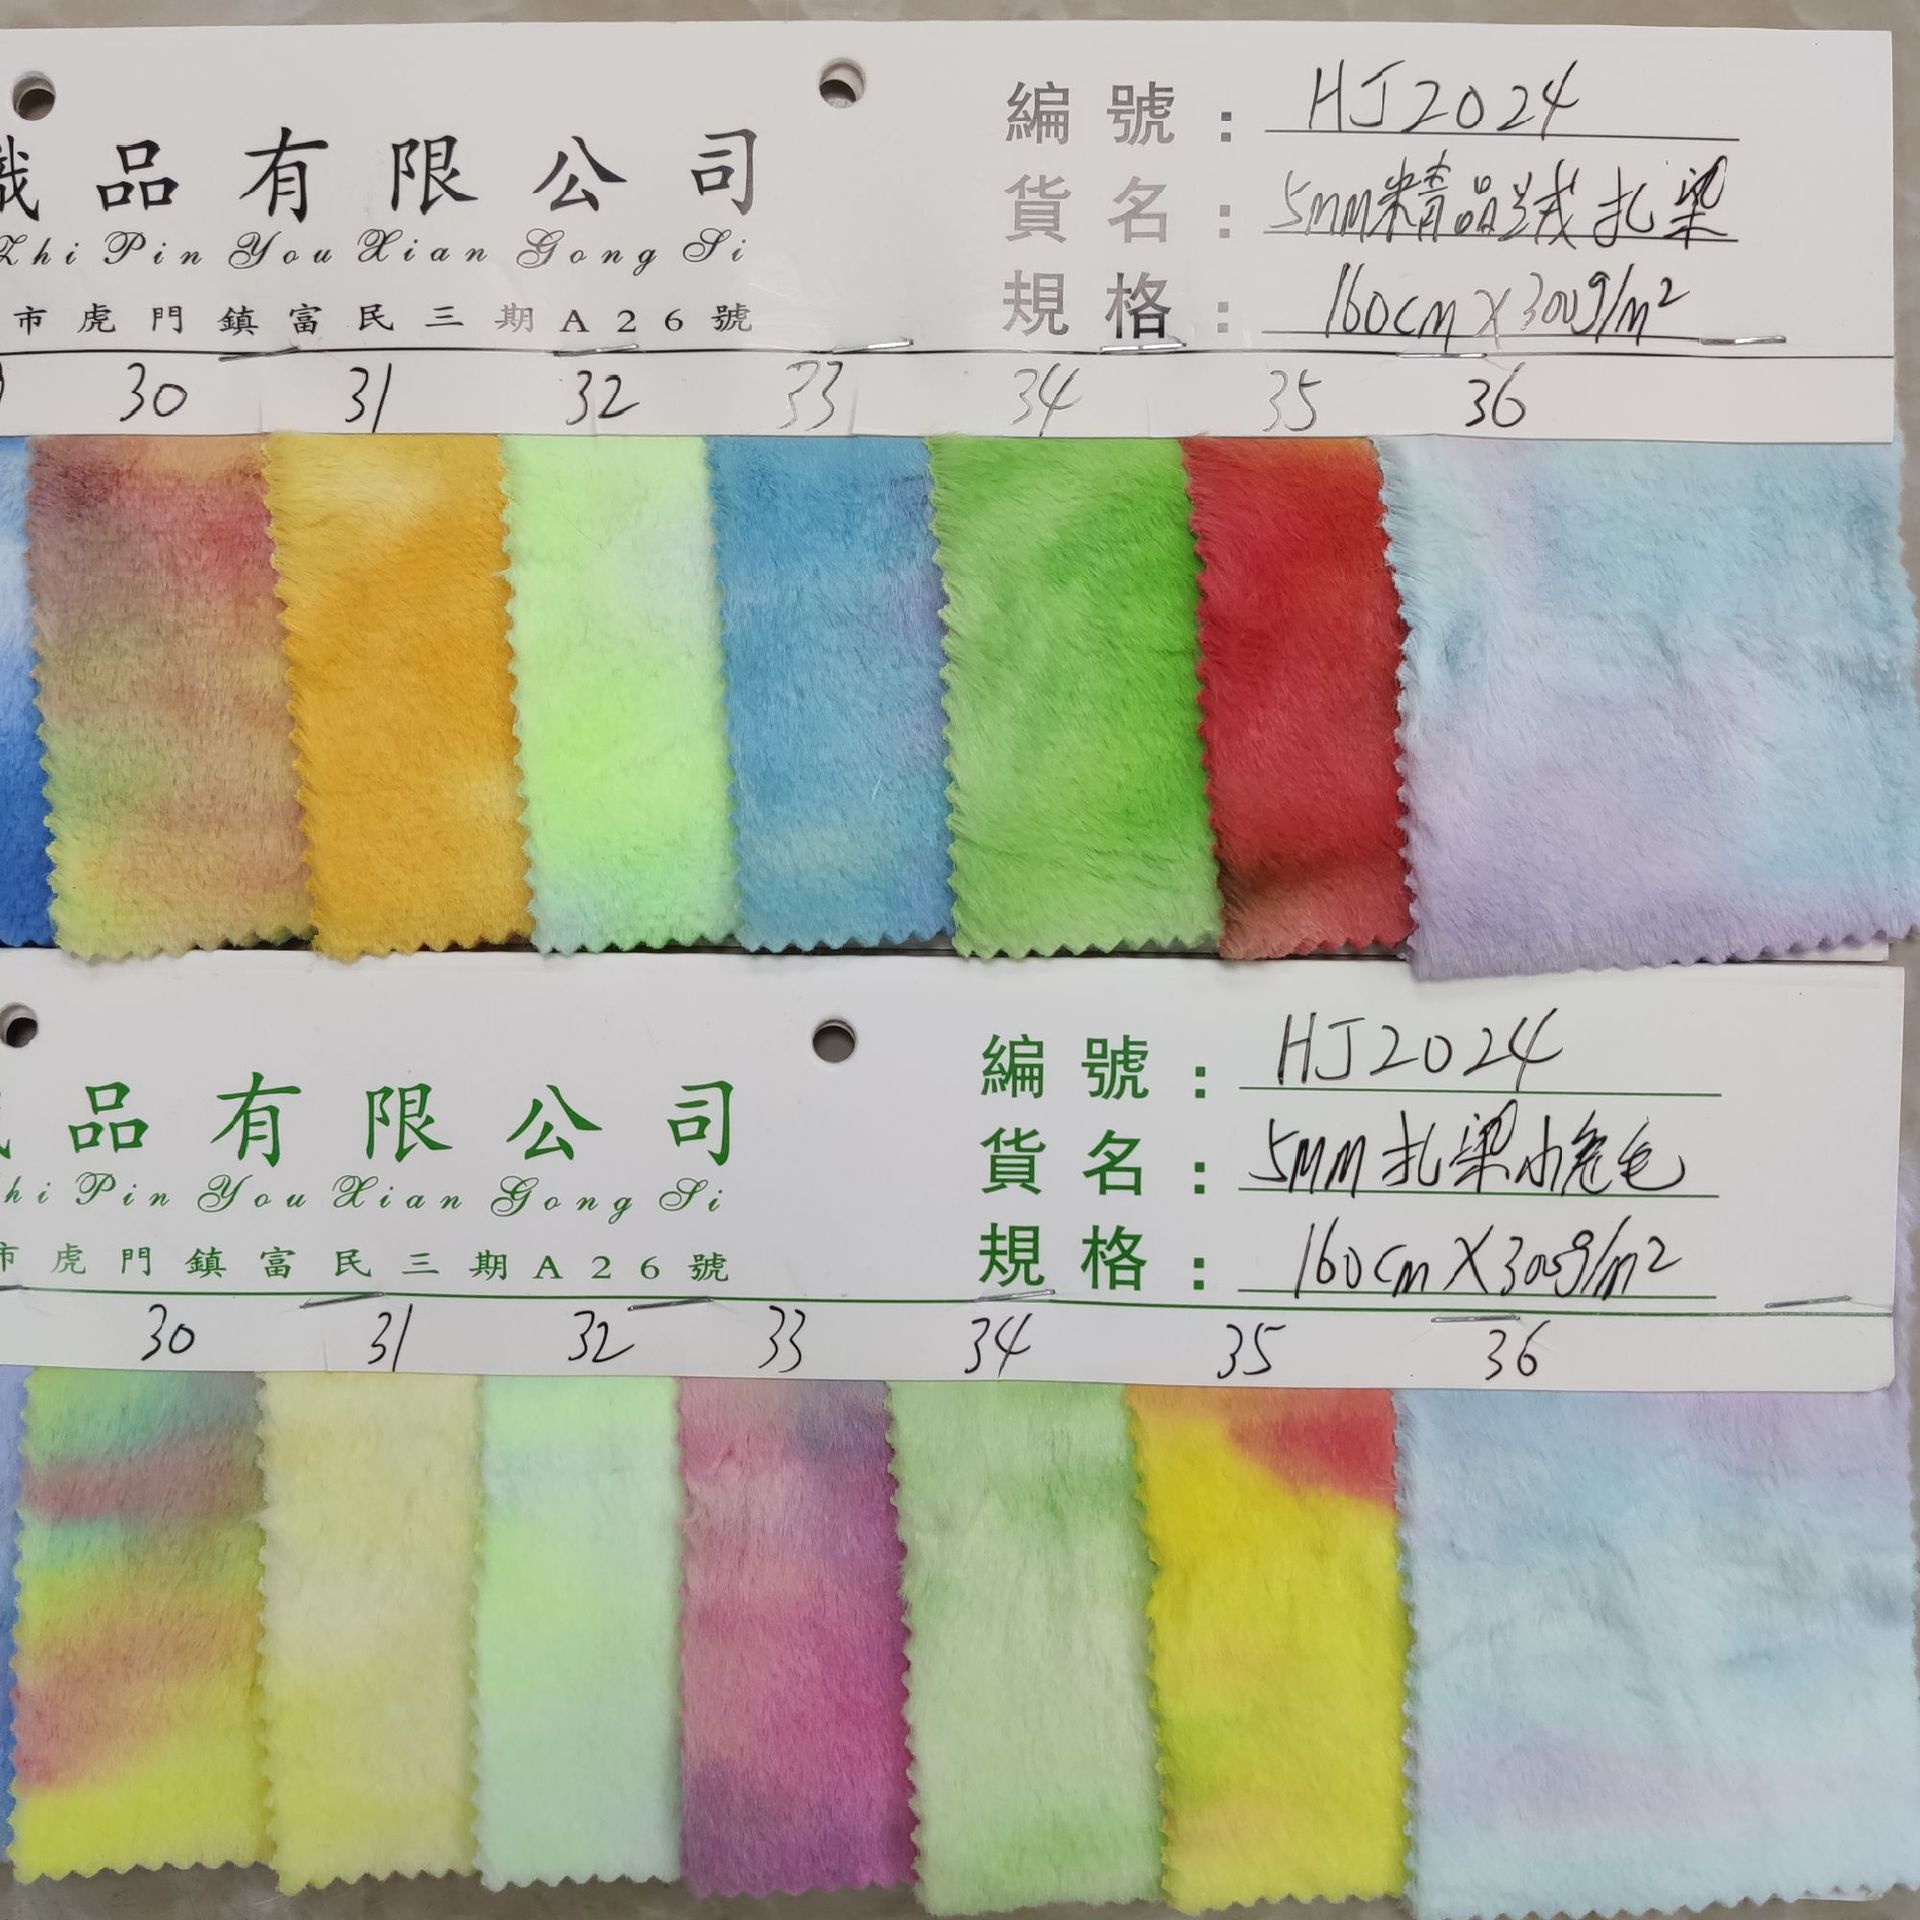 織品有限公司
Zhi Pin You Xian Gong Si
市虎門鎮富民三期A26號
編號: HJ2024
貨名: 5mm精品絨扎染
規格: 160cm X 300g/m²
30 31 32 33 34 35 36
品有限公司
hi Pin You Xian Gong Si
市虎門鎮富民三期A26號
編號: HJ2024
貨名: 5mm扎染小兔毛
規格: 160cm X 300g/m²
30 31 32 33 34 35 36